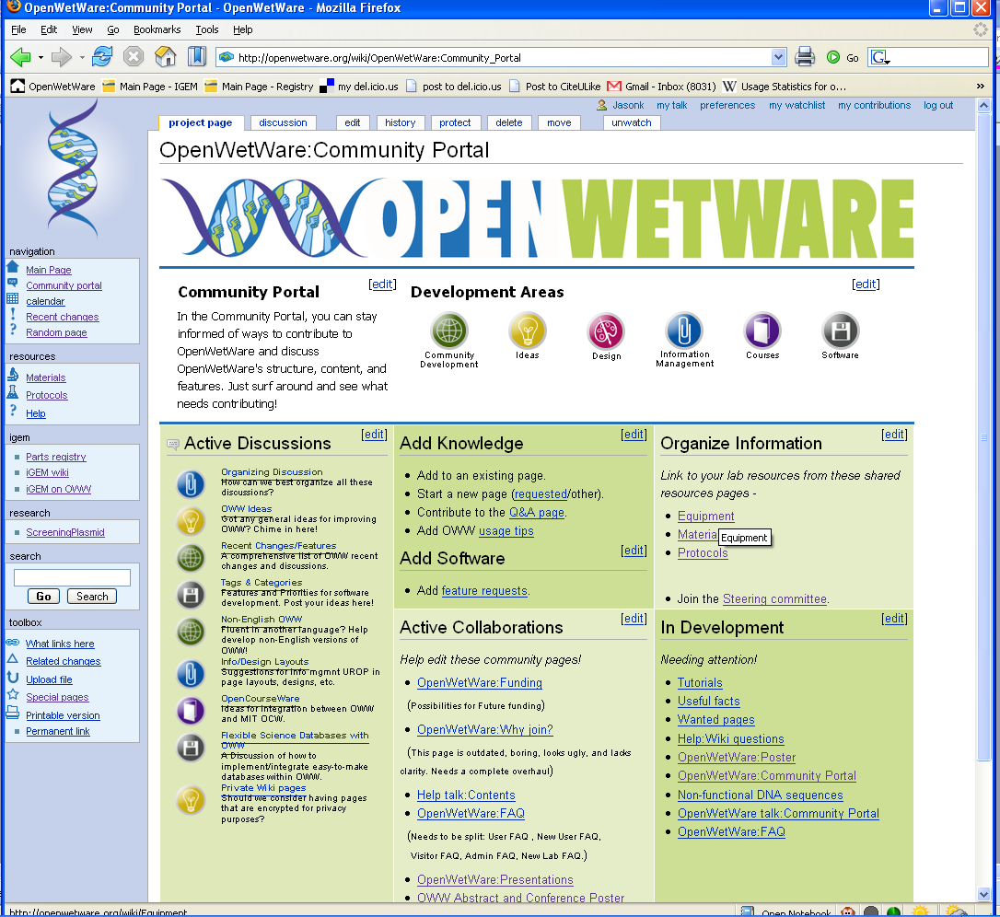 OpenWetWare:Community Portal - OpenWetWare - Mozilla Firefox
File Edit View Go Bookmarks Tools Help
http://openwetware.org/wiki/OpenWetWare:Community_Portal
Go
G
OpenWetWare Main Page - IGEM Main Page - Registry my del.icio.us post to del.icio.us Post to CiteULike Gmail - Inbox (8031) W Usage Statistics for o... »
Jasonk my talk preferences my watchlist my contributions log out
project page discussion edit history protect delete move unwatch
OpenWetWare:Community Portal
OPENWETWARE
navigation
Main Page
Community portal
calendar
Recent changes
Random page
resources
Materials
Protocols
Help
igem
Parts registry
iGEM wiki
iGEM on OWW
research
ScreeningPlasmid
search
Go Search
toolbox
What links here
Related changes
Upload file
Special pages
Printable version
Permanent link
Community Portal
[edit]
In the Community Portal, you can stay
informed of ways to contribute to
OpenWetWare and discuss
OpenWetWare's structure, content, and
features. Just surf around and see what
needs contributing!
Development Areas
[edit]
Community
Development
Ideas
Design
Information
Management
Courses
Software
Active Discussions
[edit]
Organizing Discussion
How can we best organize all these
discussions?
OWW Ideas
Got any general ideas for improving
OWW? Chime in here!
Recent Changes/Features
A comprehensive list of OWW recent
changes and discussions.
Tags & Categories
Features and Priorities for software
development. Post your ideas here!
Non-English OWW
Fluent in another language? Help
develop non-English versions of
OWW!
Info/Design Layouts
Suggestions for Info mgmnt UROP in
page layouts, designs, etc.
OpenCourseWare
Ideas for integration between OWW
and MIT OCW.
Flexible Science Databases with
OWW
A Discussion of how to
implement/integrate easy-to-make
databases within OWW.
Private Wiki pages
Should we consider having pages
that are encrypted for privacy
purposes?
Add Knowledge
[edit]
Add to an existing page.
Start a new page (requested/other).
Contribute to the Q&A page.
Add OWW usage tips
Add Software
[edit]
Add feature requests.
Organize Information
[edit]
Link to your lab resources from these shared
resources pages -
Equipment
Materia
Equipment
Protocols
Join the Steering committee.
Active Collaborations
[edit]
Help edit these community pages!
OpenWetWare:Funding
(Possibilities for Future funding)
OpenWetWare:Why join?
(This page is outdated, boring, looks ugly, and lacks
clarity. Needs a complete overhaul)
Help talk:Contents
OpenWetWare:FAQ
(Needs to be split: User FAQ , New User FAQ,
Visitor FAQ, Admin FAQ, New Lab FAQ.)
OpenWetWare:Presentations
OWW Abstract and Conference Poster
In Development
[edit]
Needing attention!
Tutorials
Useful facts
Wanted pages
Help:Wiki questions
OpenWetWare:Poster
OpenWetWare:Community Portal
Non-functional DNA sequences
OpenWetWare talk:Community Portal
OpenWetWare:FAQ
http://openwetware.org/wiki/Equipment
Open Notebook